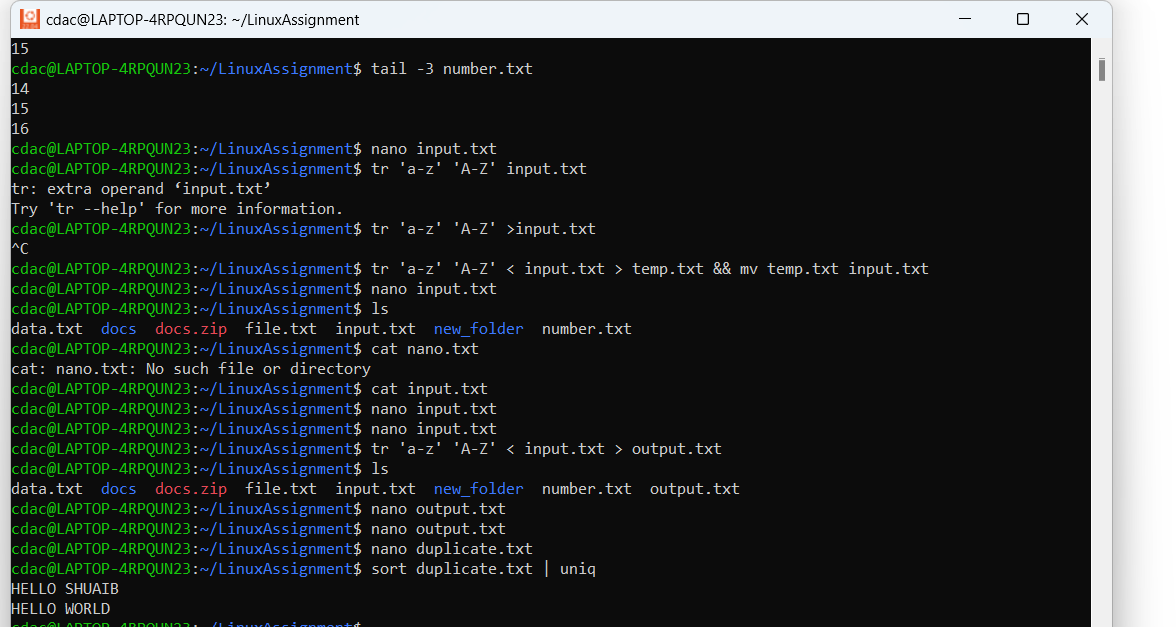 cdac@LAPTOP-4RPQUN23: ~/LinuxAssignment
15
cdac@LAPTOP-4RPQUN23:~/LinuxAssignment$ tail -3 number.txt
14
15
16
cdac@LAPTOP-4RPQUN23:~/LinuxAssignment$ nano input.txt
cdac@LAPTOP-4RPQUN23:~/LinuxAssignment$ tr 'a-z' 'A-Z' input.txt
tr: extra operand ‘input.txt’
Try 'tr --help' for more information.
cdac@LAPTOP-4RPQUN23:~/LinuxAssignment$ tr 'a-z' 'A-Z' >input.txt
^C
cdac@LAPTOP-4RPQUN23:~/LinuxAssignment$ tr 'a-z' 'A-Z' < input.txt > temp.txt && mv temp.txt input.txt
cdac@LAPTOP-4RPQUN23:~/LinuxAssignment$ nano input.txt
cdac@LAPTOP-4RPQUN23:~/LinuxAssignment$ ls
data.txt  docs  docs.zip  file.txt  input.txt  new_folder  number.txt
cdac@LAPTOP-4RPQUN23:~/LinuxAssignment$ cat nano.txt
cat: nano.txt: No such file or directory
cdac@LAPTOP-4RPQUN23:~/LinuxAssignment$ cat input.txt
cdac@LAPTOP-4RPQUN23:~/LinuxAssignment$ nano input.txt
cdac@LAPTOP-4RPQUN23:~/LinuxAssignment$ nano input.txt
cdac@LAPTOP-4RPQUN23:~/LinuxAssignment$ tr 'a-z' 'A-Z' < input.txt > output.txt
cdac@LAPTOP-4RPQUN23:~/LinuxAssignment$ ls
data.txt  docs  docs.zip  file.txt  input.txt  new_folder  number.txt  output.txt
cdac@LAPTOP-4RPQUN23:~/LinuxAssignment$ nano output.txt
cdac@LAPTOP-4RPQUN23:~/LinuxAssignment$ nano output.txt
cdac@LAPTOP-4RPQUN23:~/LinuxAssignment$ nano duplicate.txt
cdac@LAPTOP-4RPQUN23:~/LinuxAssignment$ sort duplicate.txt | uniq
HELLO SHUAIB
HELLO WORLD
cdac@LAPTOP-4RPQUN23:~/LinuxAssignment$